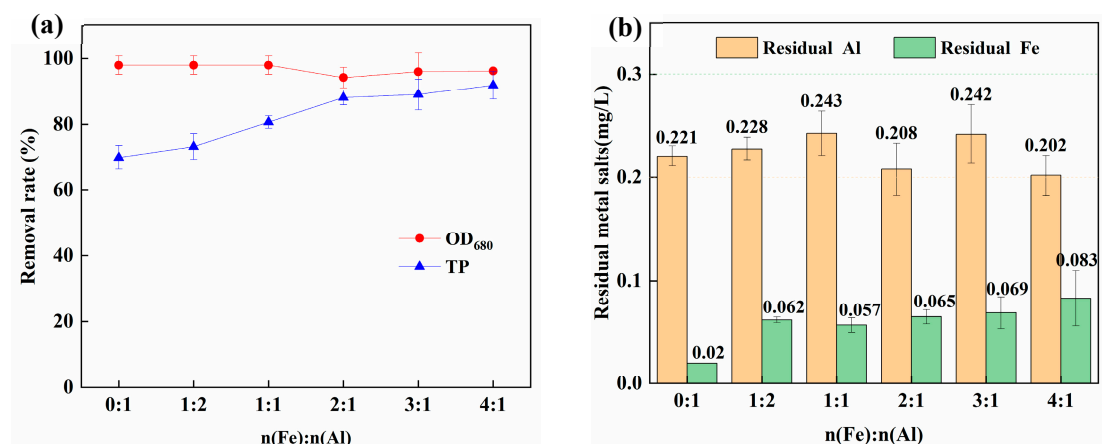 (a)
100
80
60
40
20
0
Removal rate (%)
OD680
TP
0:1 1:2 1:1 2:1 3:1 4:1
n(Fe):n(Al)
(b)
Residual Al Residual Fe
0.3
0.2
0.1
0.0
Residual metal salts(mg/L)
0.221 0.228 0.243 0.208 0.242 0.202
0.02 0.062 0.057 0.065 0.069 0.083
0:1 1:2 1:1 2:1 3:1 4:1
n(Fe):n(Al)